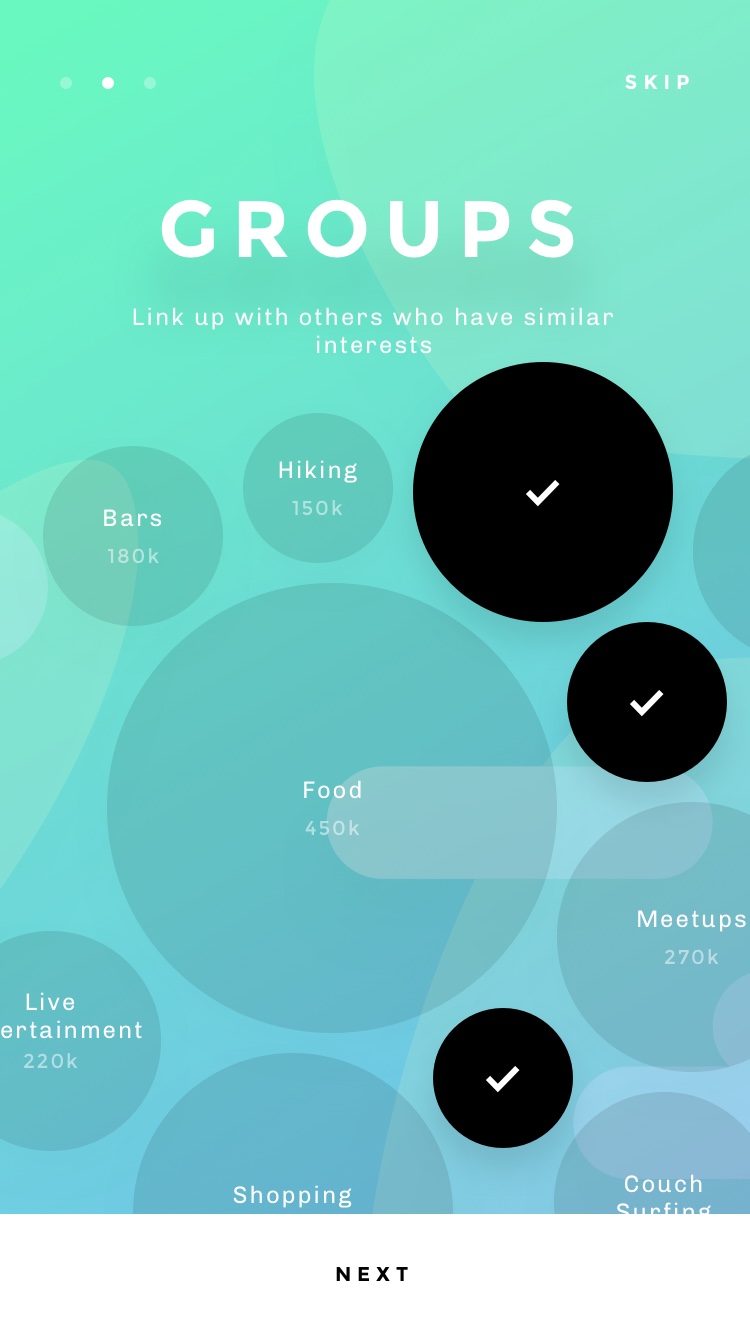 SKIP
GROUPS
Link up with others who have similar
interests
Hiking
150k
Bars
180k
Food
450k
Meetups
270k
Live
ertainment
220k
Shopping
Couch
Surfing
NEXT